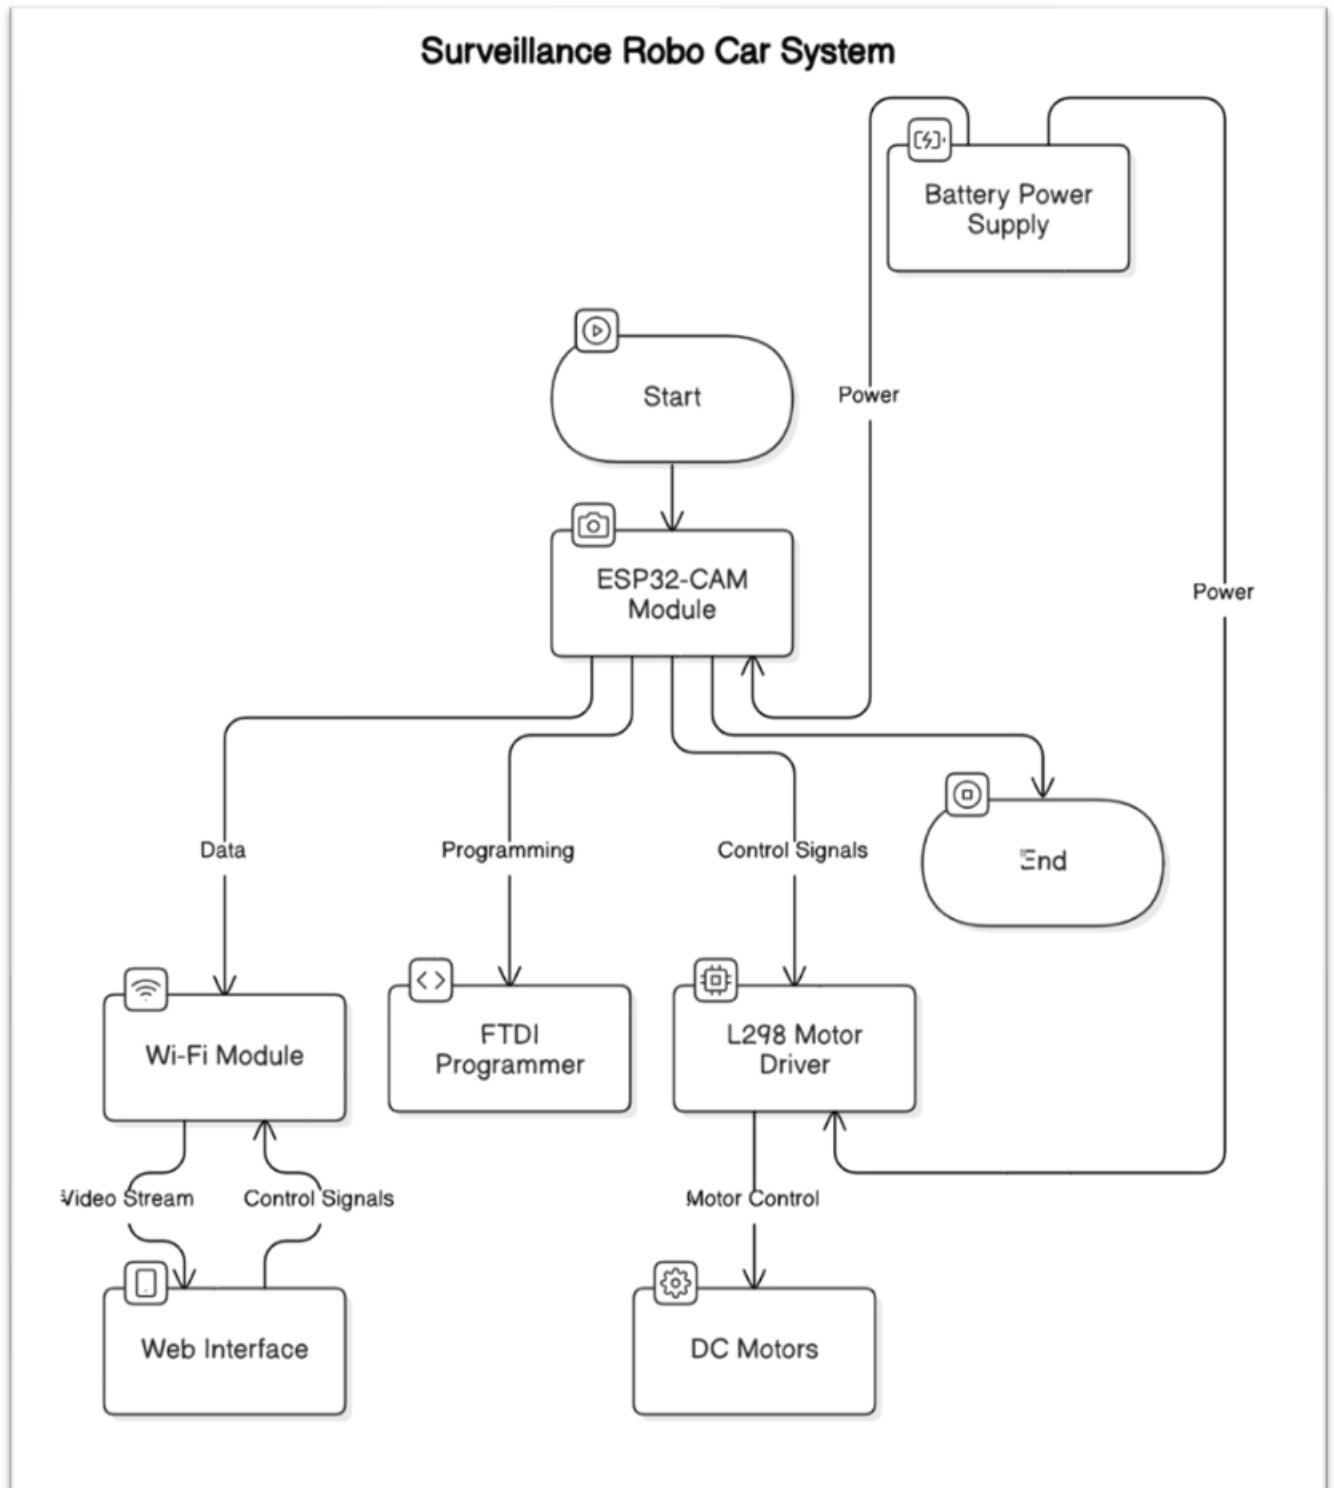 Surveillance Robo Car System
Battery Power
Supply
Start
Power
ESP32-CAM
Module
Power
Data
Programming
Control Signals
End
Wi-Fi Module
FTDI
Programmer
L298 Motor
Driver
Video Stream
Control Signals
Motor Control
Web Interface
DC Motors